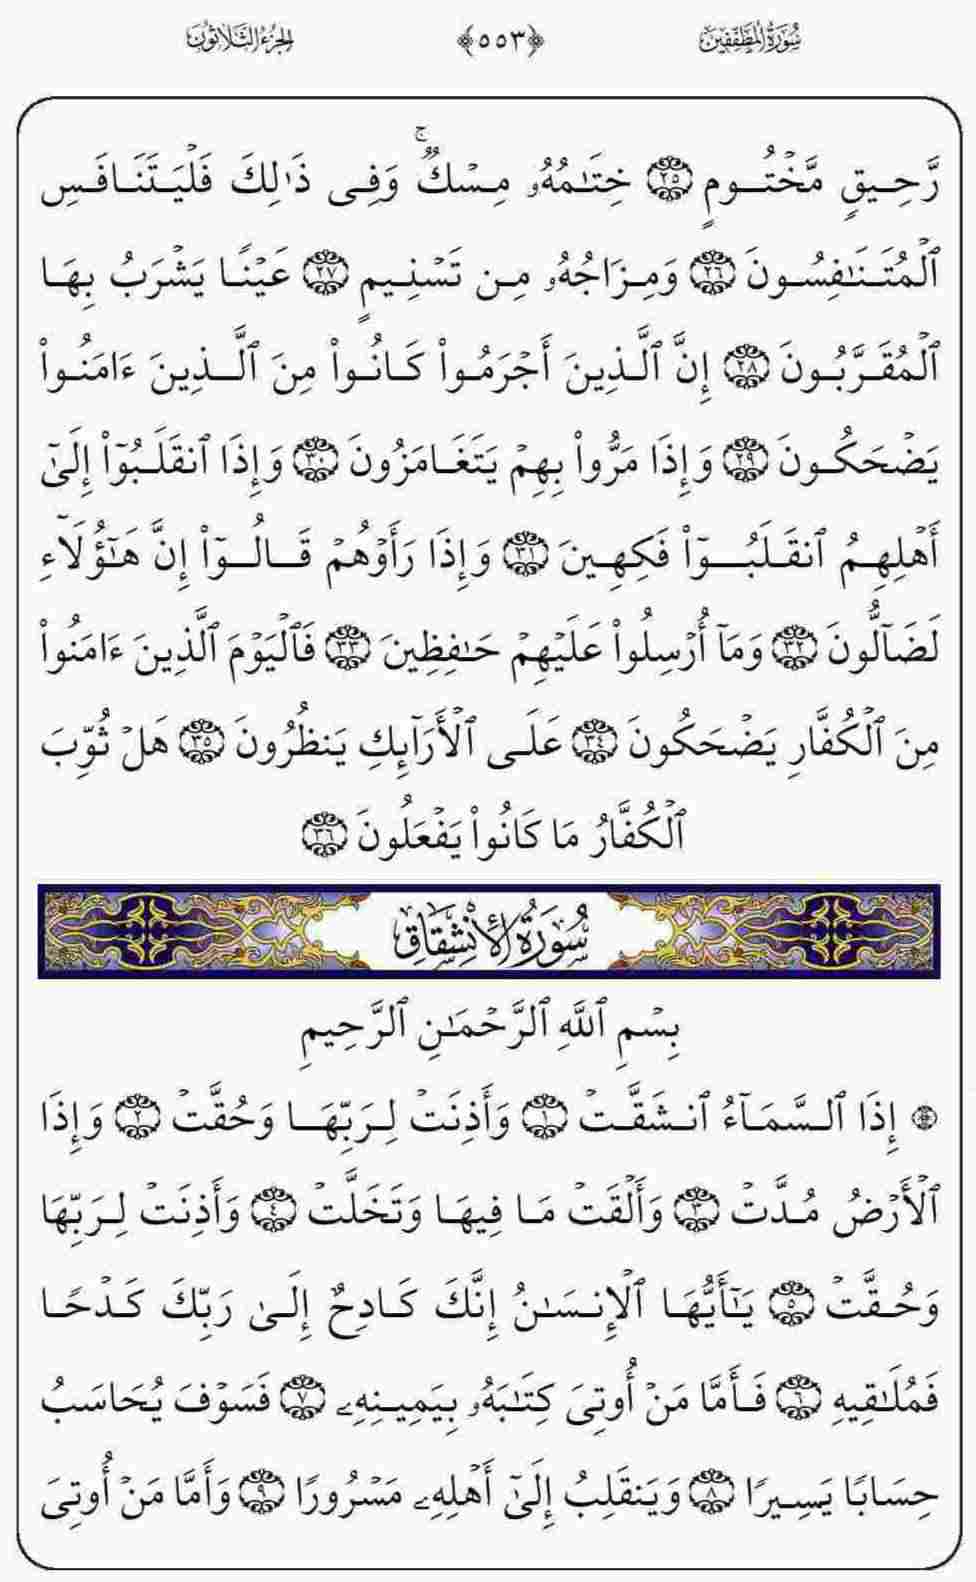 سُورَةُ المُطَفِّفِينَ ﴿٥٥٣﴾ الجُزْءُ الثَّلَاثُونَ
رَّحِيقٍ مَّخْتُومٍ ٢٥ خِتَٰمُهُۥ مِسْكٌۚ وَفِى ذَٰلِكَ فَلْيَتَنَافَسِ
ٱلْمُتَنَٰفِسُونَ ٢٦ وَمِزَاجُهُۥ مِن تَسْنِيمٍ ٢٧ عَيْنًا يَشْرَبُ بِهَا
ٱلْمُقَرَّبُونَ ٢٨ إِنَّ ٱلَّذِينَ أَجْرَمُوا۟ كَانُوا۟ مِنَ ٱلَّذِينَ ءَامَنُوا۟
يَضْحَكُونَ ٢٩ وَإِذَا مَرُّوا۟ بِهِمْ يَتَغَامَزُونَ ٣٠ وَإِذَا ٱنقَلَبُوٓا۟ إِلَىٰٓ
أَهْلِهِمُ ٱنقَلَبُوٓا۟ فَكِهِينَ ٣١ وَإِذَا رَأَوْهُمْ قَالُوٓا۟ إِنَّ هَٰٓؤُلَآءِ
لَضَآلُّونَ ٣٢ وَمَآ أُرْسِلُوا۟ عَلَيْهِمْ حَٰفِظِينَ ٣٣ فَٱلْيَوْمَ ٱلَّذِينَ ءَامَنُوا۟
مِنَ ٱلْكُفَّارِ يَضْحَكُونَ ٣٤ عَلَى ٱلْأَرَآئِكِ يَنظُرُونَ ٣٥ هَلْ ثُوِّبَ
ٱلْكُفَّارُ مَا كَانُوا۟ يَفْعَلُونَ ٣٦
سُورَةُ الِانْشِقَاقِ
بِسْمِ ٱللَّهِ ٱلرَّحْمَٰنِ ٱلرَّحِيمِ
۞ إِذَا ٱلسَّمَآءُ ٱنشَقَّتْ ١ وَأَذِنَتْ لِرَبِّهَا وَحُقَّتْ ٢ وَإِذَا
ٱلْأَرْضُ مُدَّتْ ٣ وَأَلْقَتْ مَا فِيهَا وَتَخَلَّتْ ٤ وَأَذِنَتْ لِرَبِّهَا
وَحُقَّتْ ٥ يَٰٓأَيُّهَا ٱلْإِنسَٰنُ إِنَّكَ كَادِحٌ إِلَىٰ رَبِّكَ كَدْحًا
فَمُلَٰقِيهِ ٦ فَأَمَّا مَنْ أُوتِىَ كِتَٰبَهُۥ بِيَمِينِهِۦ ٧ فَسَوْفَ يُحَاسَبُ
حِسَابًا يَسِيرًا ٨ وَيَنقَلِبُ إِلَىٰٓ أَهْلِهِۦ مَسْرُورًا ٩ وَأَمَّا مَنْ أُوتِىَ